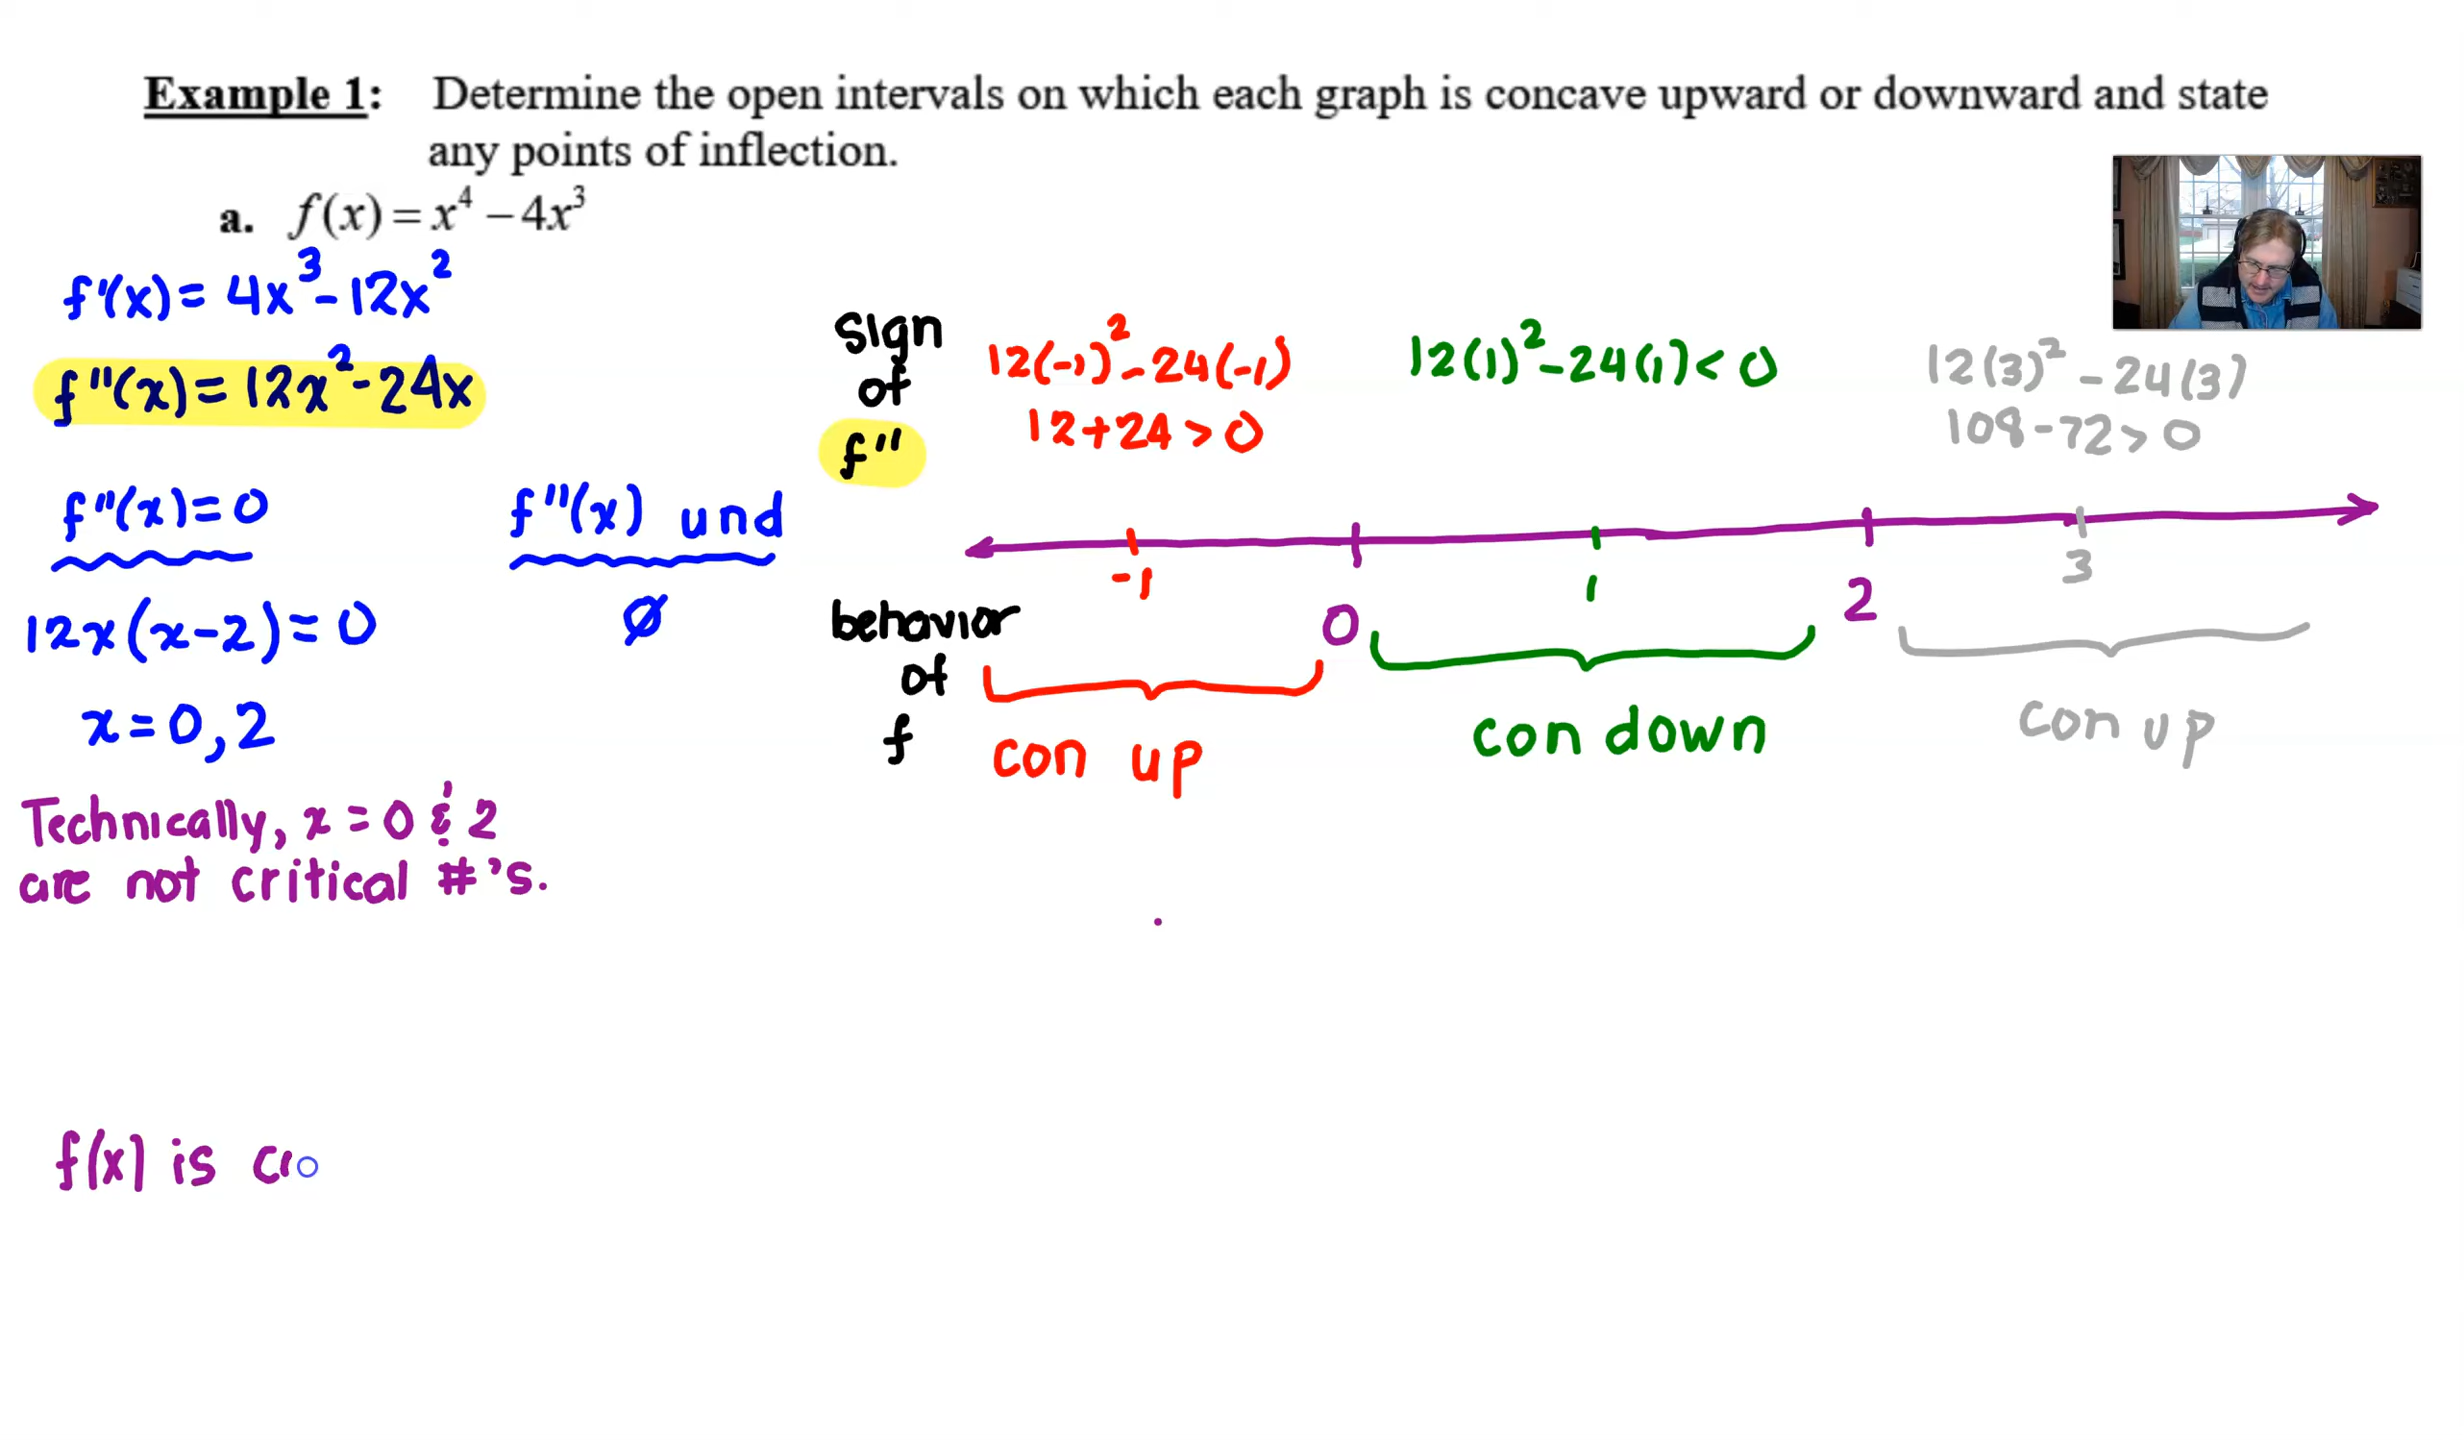 Example 1: Determine the open intervals on which each graph is concave upward or downward and state
any points of inflection.
a. f(x) = x⁴ − 4x³
f'(x) = 4x³ - 12x²
f''(x) = 12x² - 24x
f''(x) = 0
f''(x) und
12x(x-2) = 0
∅
x = 0, 2
Technically, x = 0 & 2
are not critical #'s.
sign
of
f''
12(-1)² - 24(-1)
12 + 24 > 0
12(1)² - 24(1) < 0
12(3)² - 24(3)
108 - 72 > 0
-1
0
1
2
3
behavior
of
f
con up
con down
con up
f(x) is